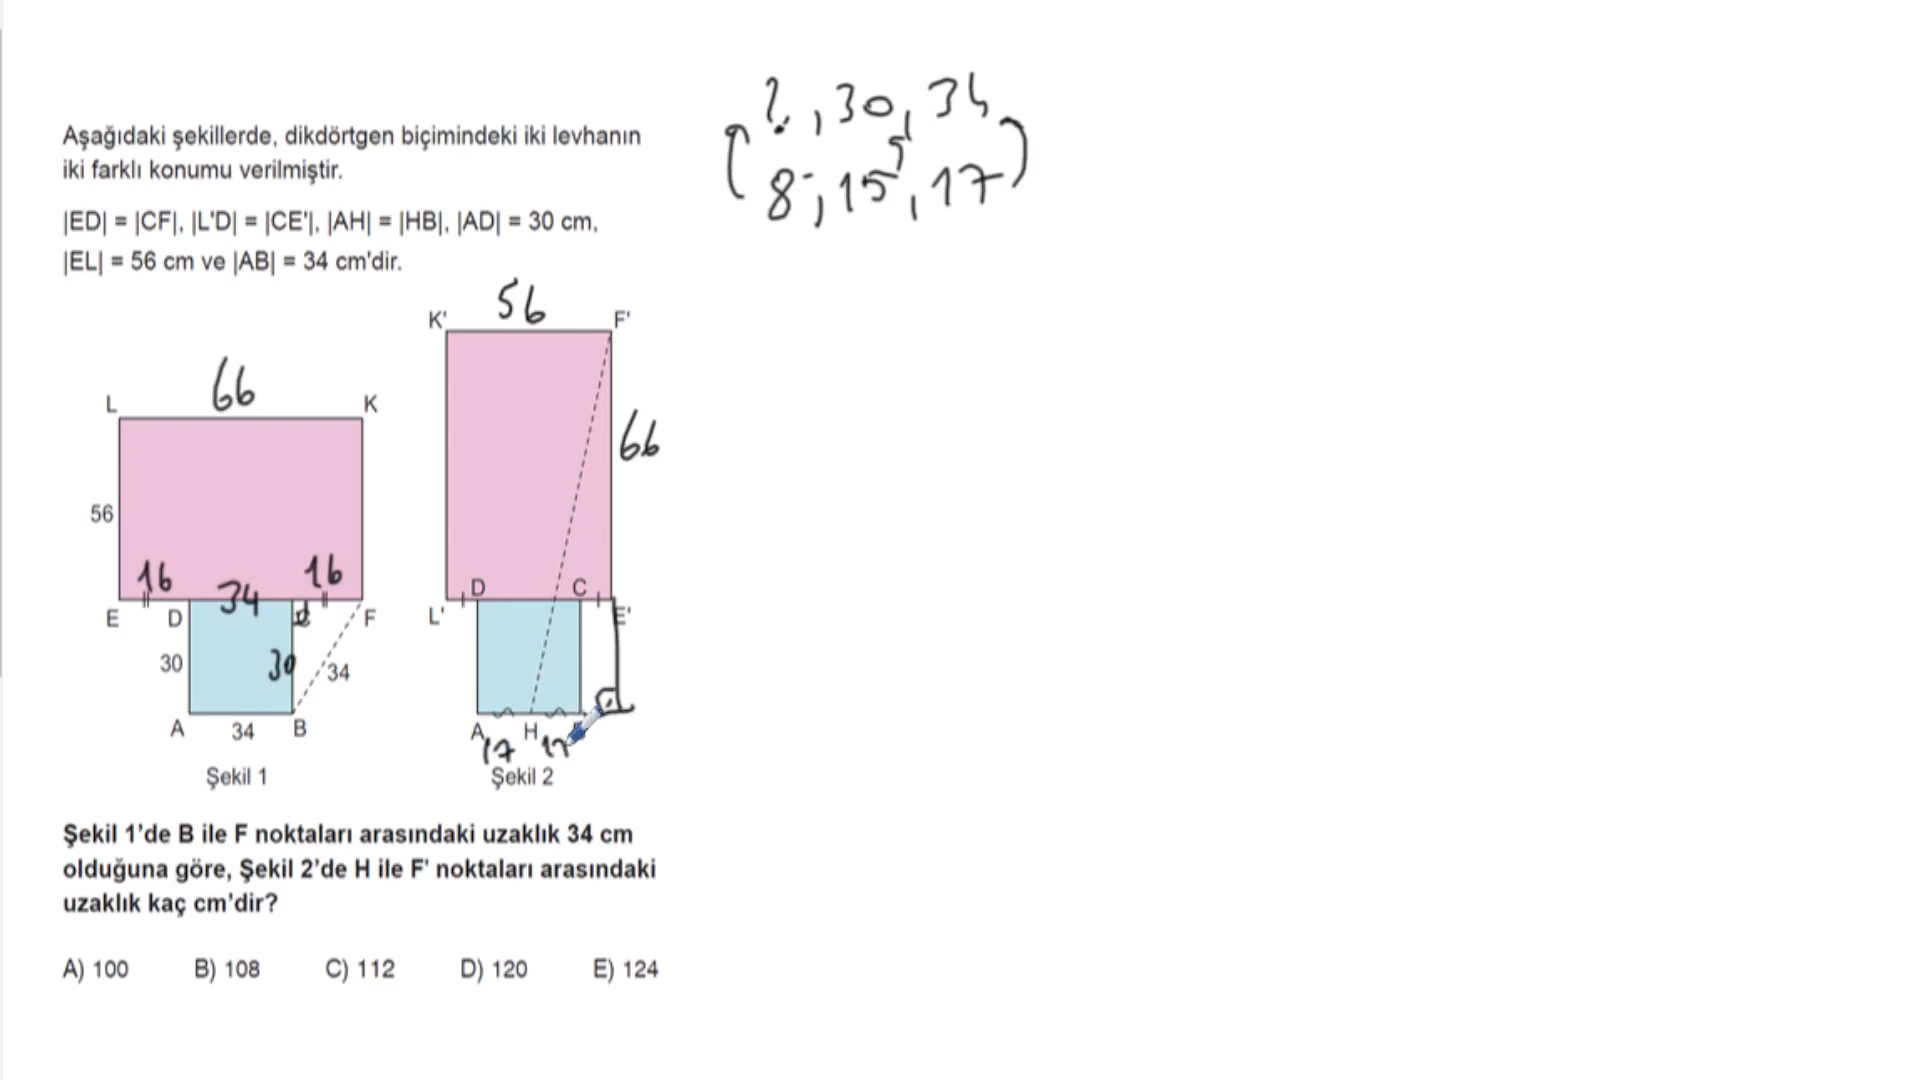 Aşağıdaki şekillerde, dikdörtgen biçimindeki iki levhanın
iki farklı konumu verilmiştir.
|ED| = |CF|, |L'D| = |CE'|, |AH| = |HB|, |AD| = 30 cm,
|EL| = 56 cm ve |AB| = 34 cm'dir.
?, 30, 34
8, 15, 17
56
K' F'
66
L K
66
56
16 34 16
D C
E D F
L' E'
30 30 34
A 34 B
A H
17 17
Şekil 1 Şekil 2
Şekil 1'de B ile F noktaları arasındaki uzaklık 34 cm
olduğuna göre, Şekil 2'de H ile F' noktaları arasındaki
uzaklık kaç cm'dir?
A) 100 B) 108 C) 112 D) 120 E) 124